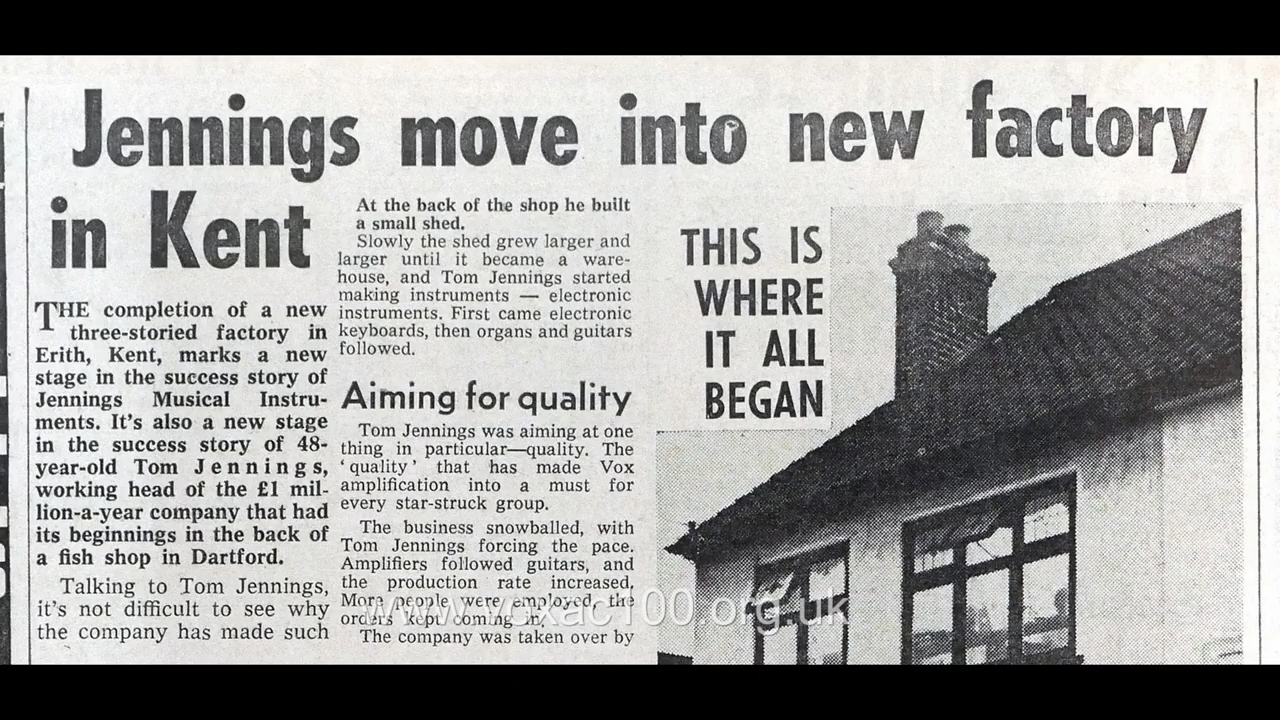 Jennings move into new factory
in Kent
THE completion of a new
three-storied factory in
Erith, Kent, marks a new
stage in the success story of
Jennings Musical Instru-
ments. It's also a new stage
in the success story of 48-
year-old Tom Jennings,
working head of the £1 mil-
lion-a-year company that had
its beginnings in the back of
a fish shop in Dartford.
Talking to Tom Jennings,
it's not difficult to see why
the company has made such
At the back of the shop he built
a small shed.
Slowly the shed grew larger and
larger until it became a ware-
house, and Tom Jennings started
making instruments — electronic
instruments. First came electronic
keyboards, then organs and guitars
followed.
Aiming for quality
Tom Jennings was aiming at one
thing in particular—quality. The
'quality' that has made Vox
amplification into a must for
every star-struck group.
The business snowballed, with
Tom Jennings forcing the pace.
Amplifiers followed guitars, and
the production rate increased.
More people were employed, the
orders kept coming in.
The company was taken over by
THIS IS
WHERE
IT ALL
BEGAN
www.voxac100.org.uk